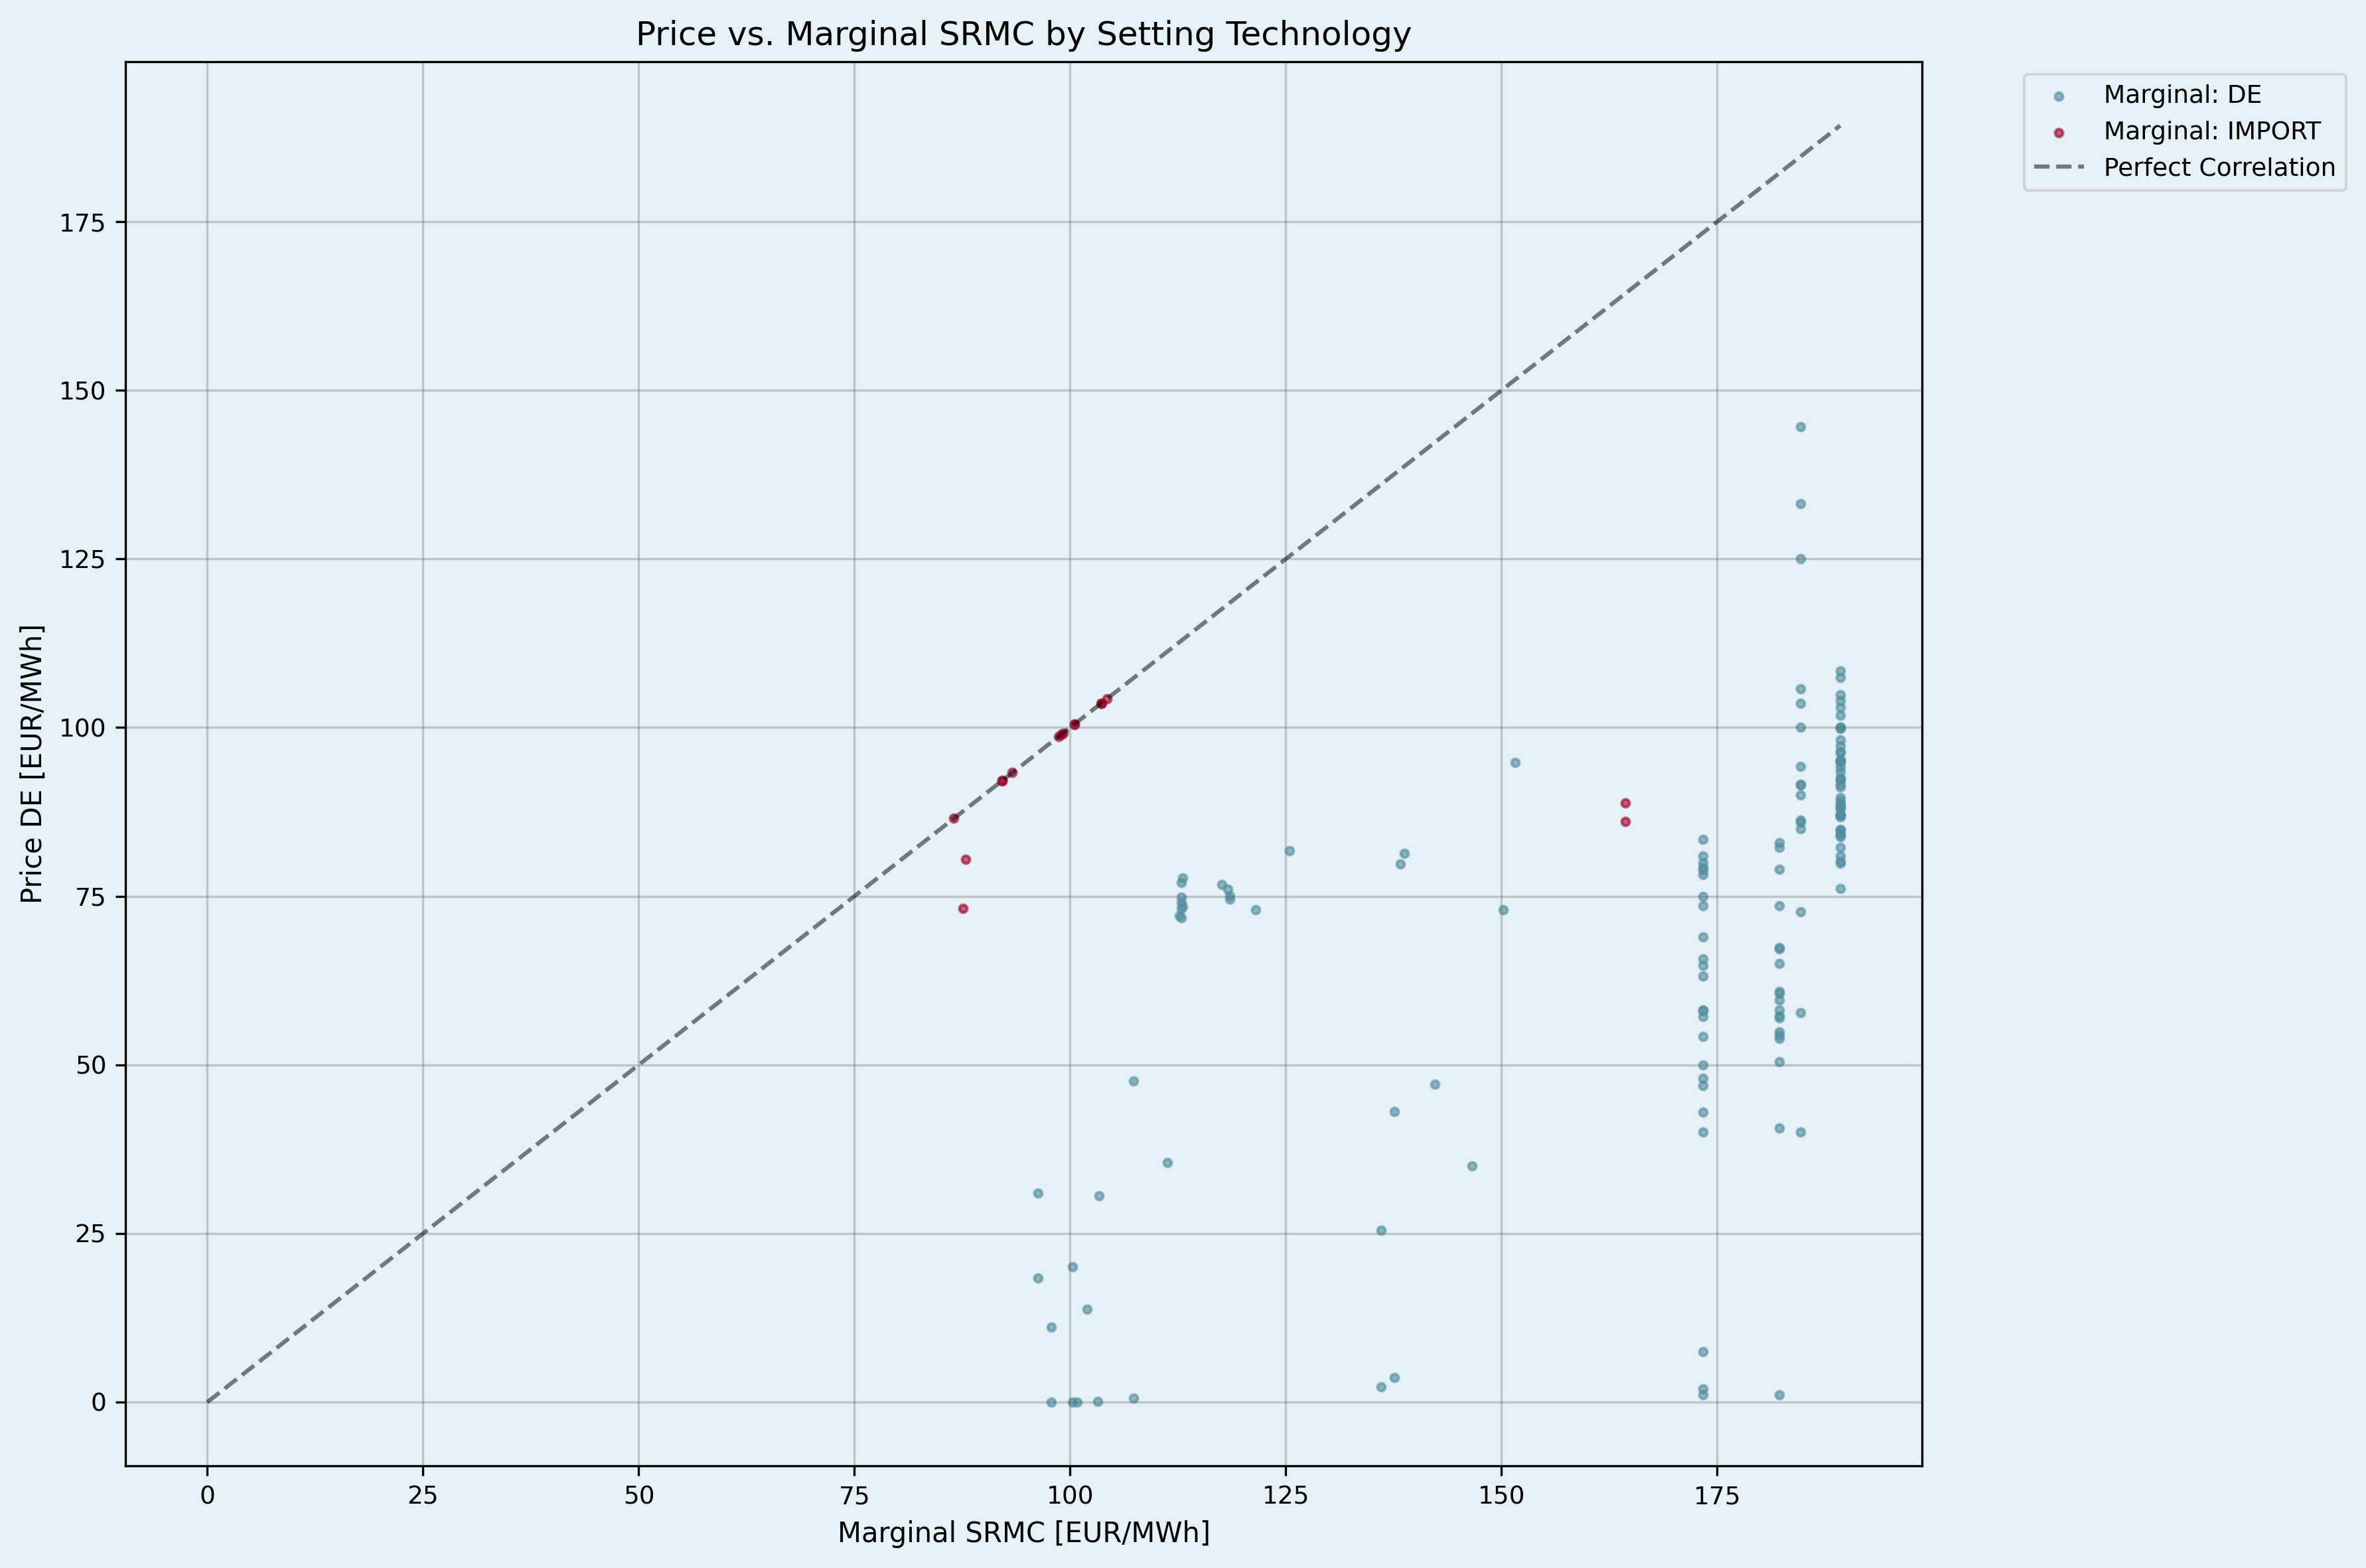 Price vs. Marginal SRMC by Setting Technology
Marginal: DE
Marginal: IMPORT
Perfect Correlation
Price DE [EUR/MWh]
175
150
125
100
75
50
25
0
0 25 50 75 100 125 150 175
Marginal SRMC [EUR/MWh]